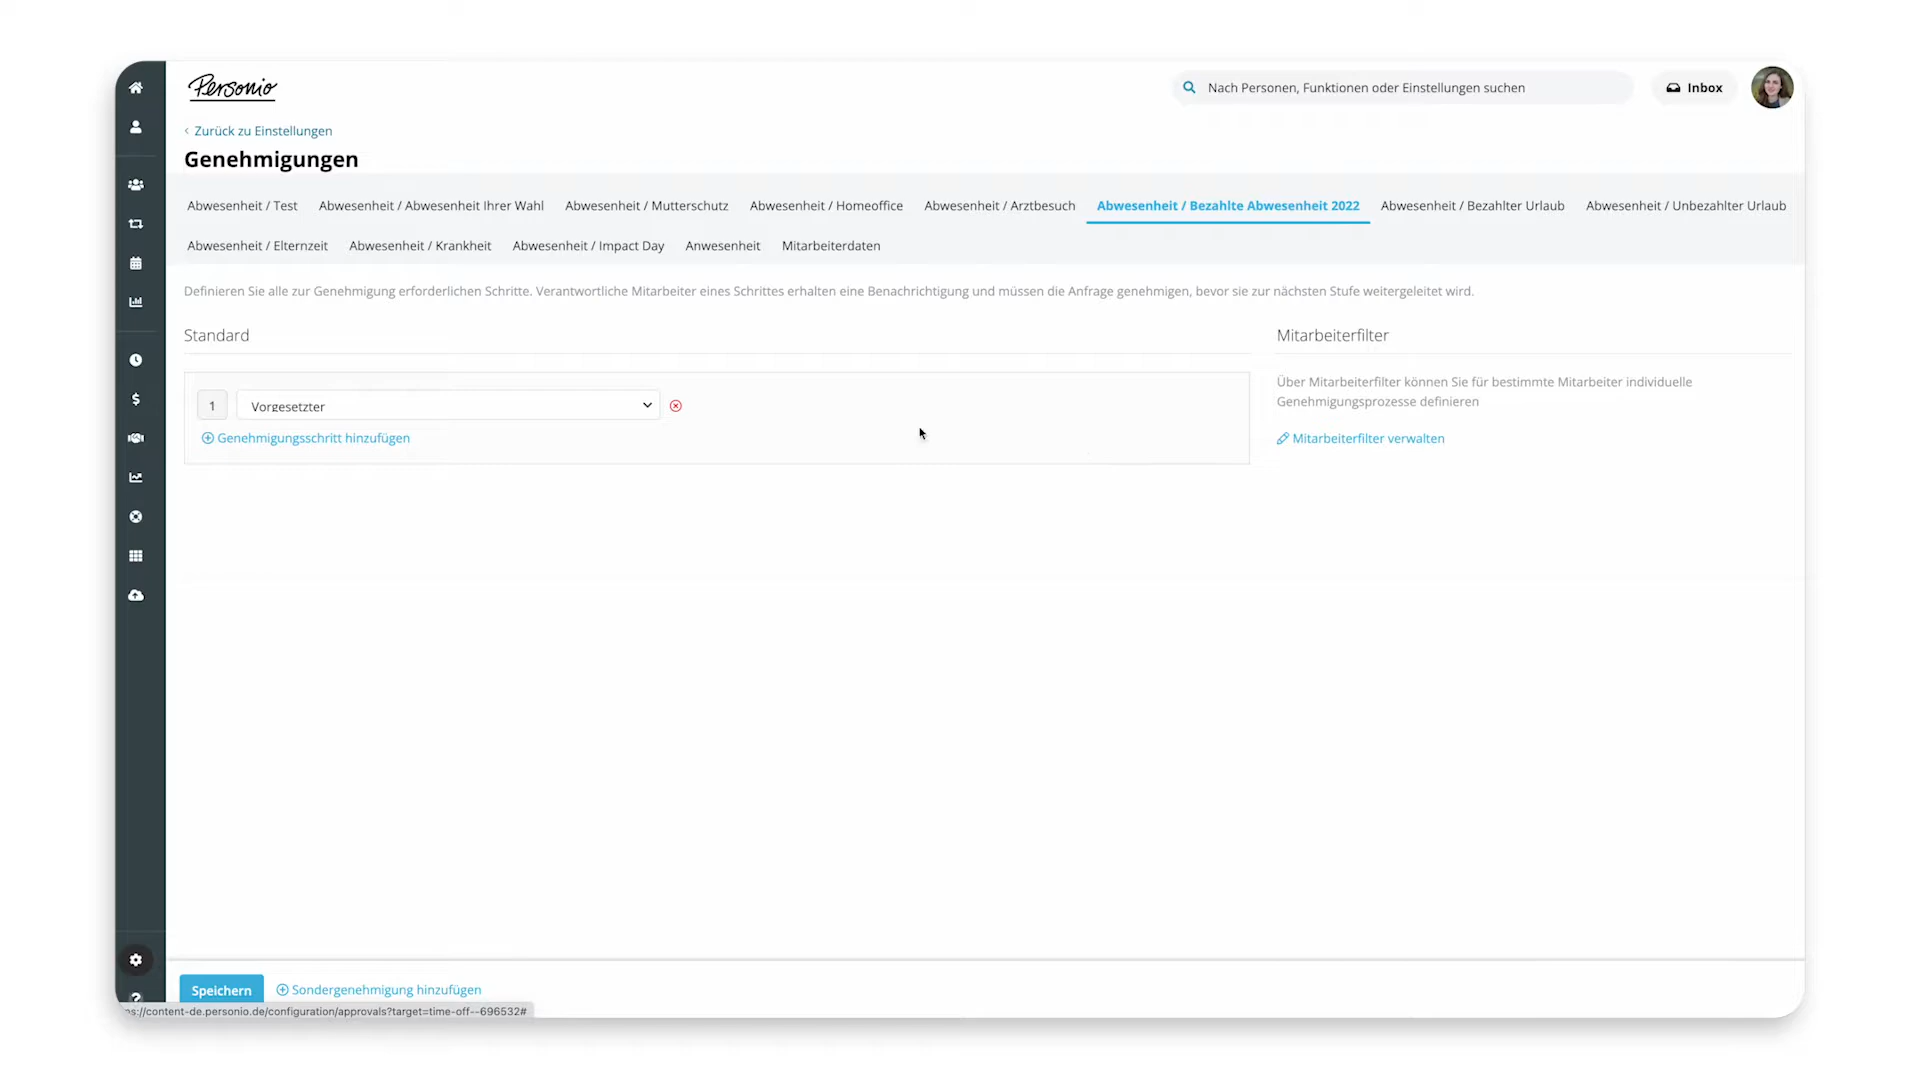 Personio
Nach Personen, Funktionen oder Einstellungen suchen
Inbox
‹ Zurück zu Einstellungen
Genehmigungen
Abwesenheit / Test
Abwesenheit / Abwesenheit Ihrer Wahl
Abwesenheit / Mutterschutz
Abwesenheit / Homeoffice
Abwesenheit / Arztbesuch
Abwesenheit / Bezahlte Abwesenheit 2022
Abwesenheit / Bezahlter Urlaub
Abwesenheit / Unbezahlter Urlaub
Abwesenheit / Elternzeit
Abwesenheit / Krankheit
Abwesenheit / Impact Day
Anwesenheit
Mitarbeiterdaten
Definieren Sie alle zur Genehmigung erforderlichen Schritte. Verantwortliche Mitarbeiter eines Schrittes erhalten eine Benachrichtigung und müssen die Anfrage genehmigen, bevor sie zur nächsten Stufe weitergeleitet wird.
Standard
1
Vorgesetzter
Genehmigungsschritt hinzufügen
Mitarbeiterfilter
Über Mitarbeiterfilter können Sie für bestimmte Mitarbeiter individuelle
Genehmigungsprozesse definieren
Mitarbeiterfilter verwalten
Speichern
Sondergenehmigung hinzufügen
s://content-de.personio.de/configuration/approvals?target=time-off--696532#